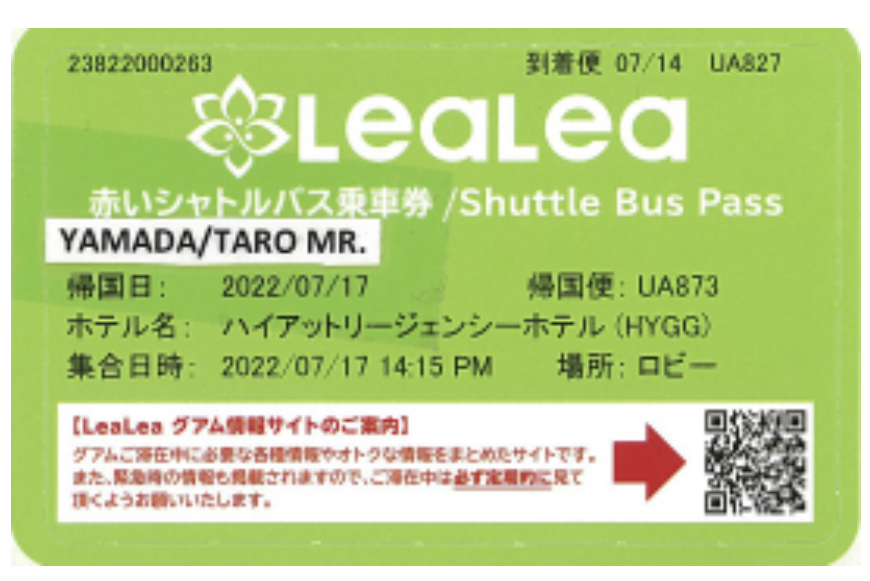 23822000263 到着便 07/14 UA827
LeaLea
赤いシャトルバス乗車券 /Shuttle Bus Pass
YAMADA/TARO MR.
帰国日: 2022/07/17 帰国便: UA873
ホテル名: ハイアットリージェンシーホテル (HYGG)
集合日時: 2022/07/17 14:15 PM 場所: ロビー
【LeaLea グアム情報サイトのご案内】
グアムご滞在中に必要な各種情報やオトクな情報をまとめたサイトです。
また、緊急時の情報も掲載されますので、ご滞在中は必ず定期的に見て
頂くようお願いいたします。